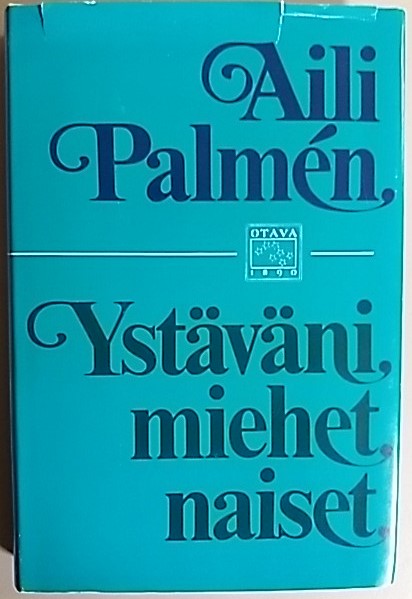 Aili
Palmén
OTAVA
1890
Ystäväni,
miehet,
naiset